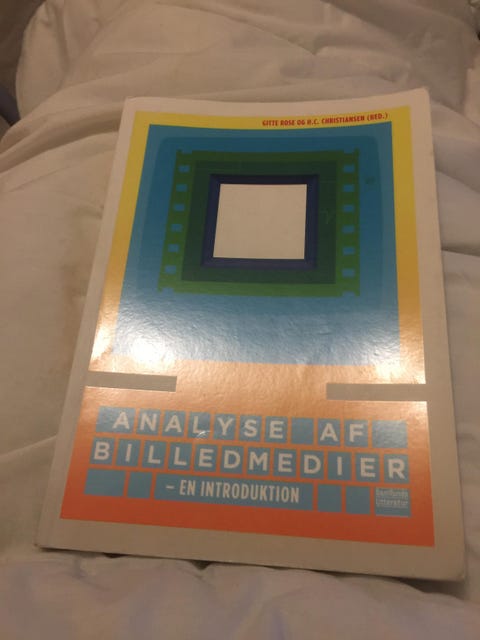 GITTE ROSE OG H.C. CHRISTIANSEN (RED.)
ANALYSE AF
BILLEDMEDIER
– EN INTRODUKTION
Samfunds
Litteratur